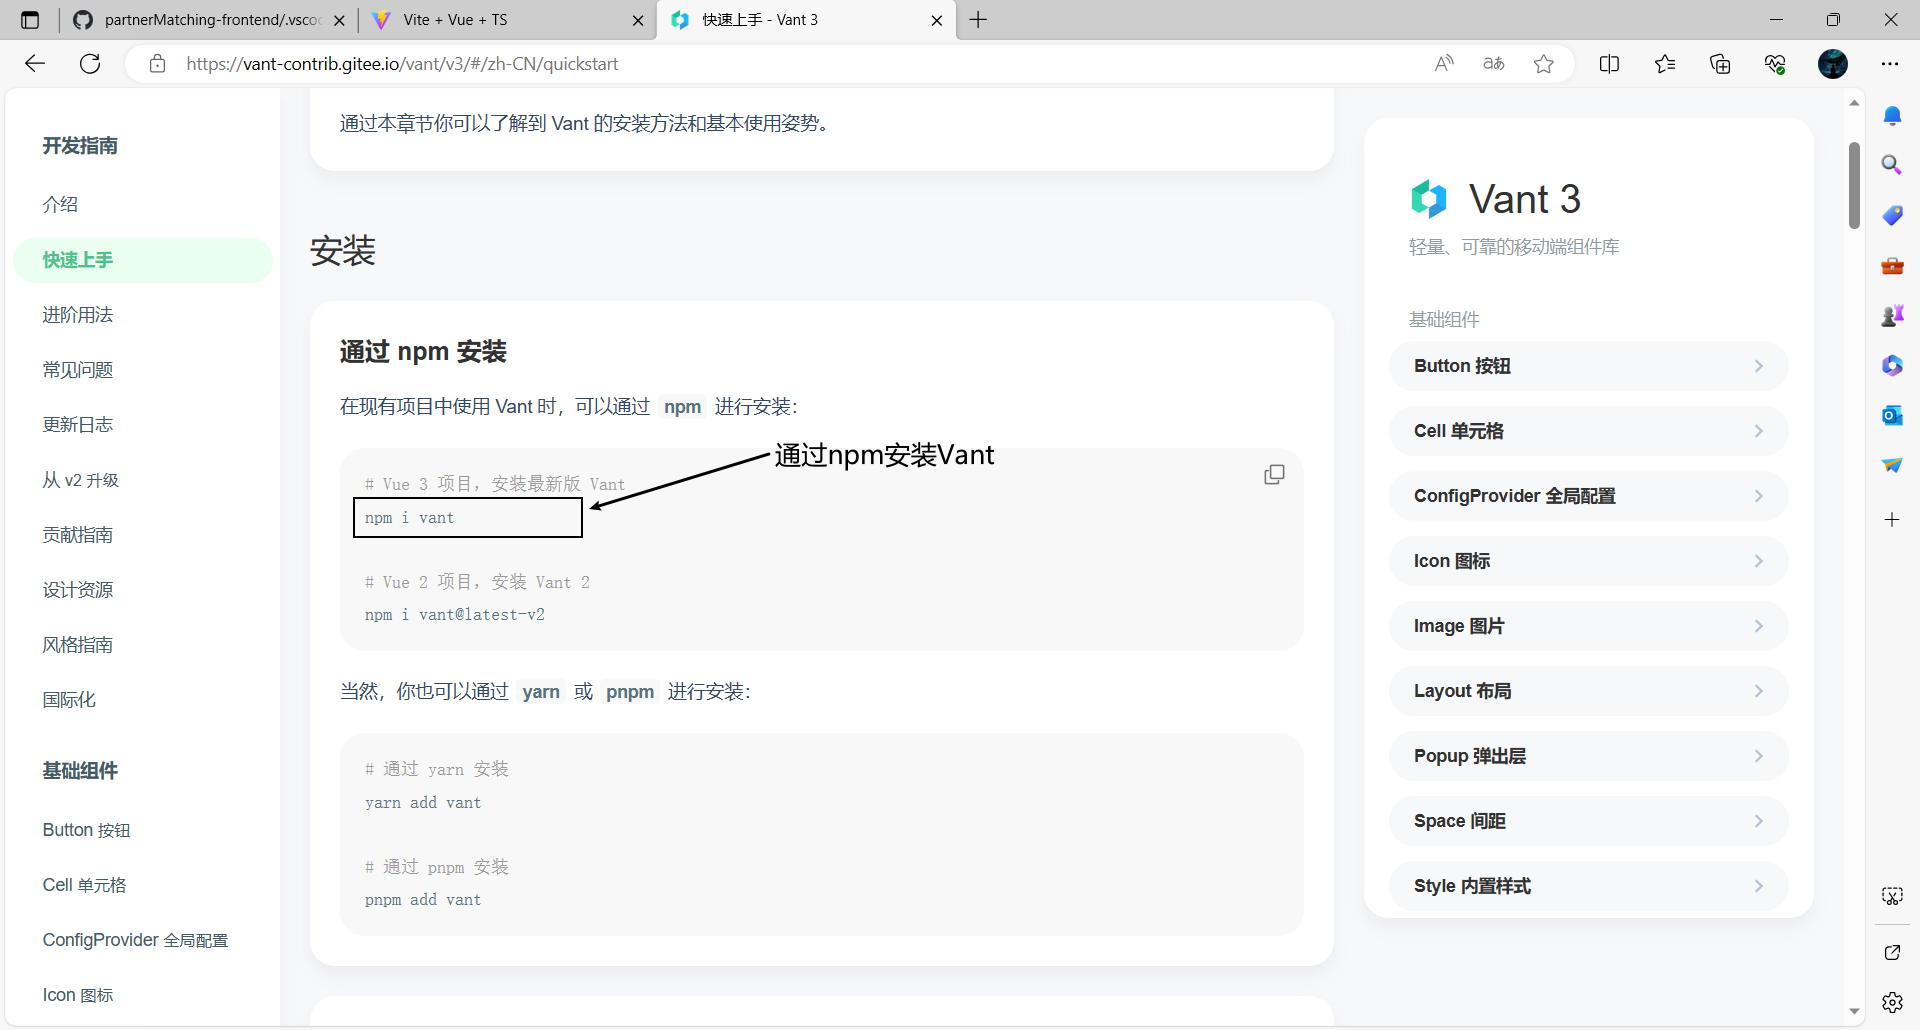 partnerMatching-frontend/.vsco
Vite + Vue + TS
快速上手 - Vant 3
https://vant-contrib.gitee.io/vant/v3/#/zh-CN/quickstart
开发指南
介绍
快速上手
进阶用法
常见问题
更新日志
从 v2 升级
贡献指南
设计资源
风格指南
国际化
基础组件
Button 按钮
Cell 单元格
ConfigProvider 全局配置
Icon 图标
通过本章节你可以了解到 Vant 的安装方法和基本使用姿势。
安装
通过 npm 安装
在现有项目中使用 Vant 时，可以通过 npm 进行安装：
通过npm安装Vant
# Vue 3 项目，安装最新版 Vant
npm i vant
# Vue 2 项目，安装 Vant 2
npm i vant@latest-v2
当然，你也可以通过 yarn 或 pnpm 进行安装：
# 通过 yarn 安装
yarn add vant
# 通过 pnpm 安装
pnpm add vant
Vant 3
轻量、可靠的移动端组件库
基础组件
Button 按钮
Cell 单元格
ConfigProvider 全局配置
Icon 图标
Image 图片
Layout 布局
Popup 弹出层
Space 间距
Style 内置样式